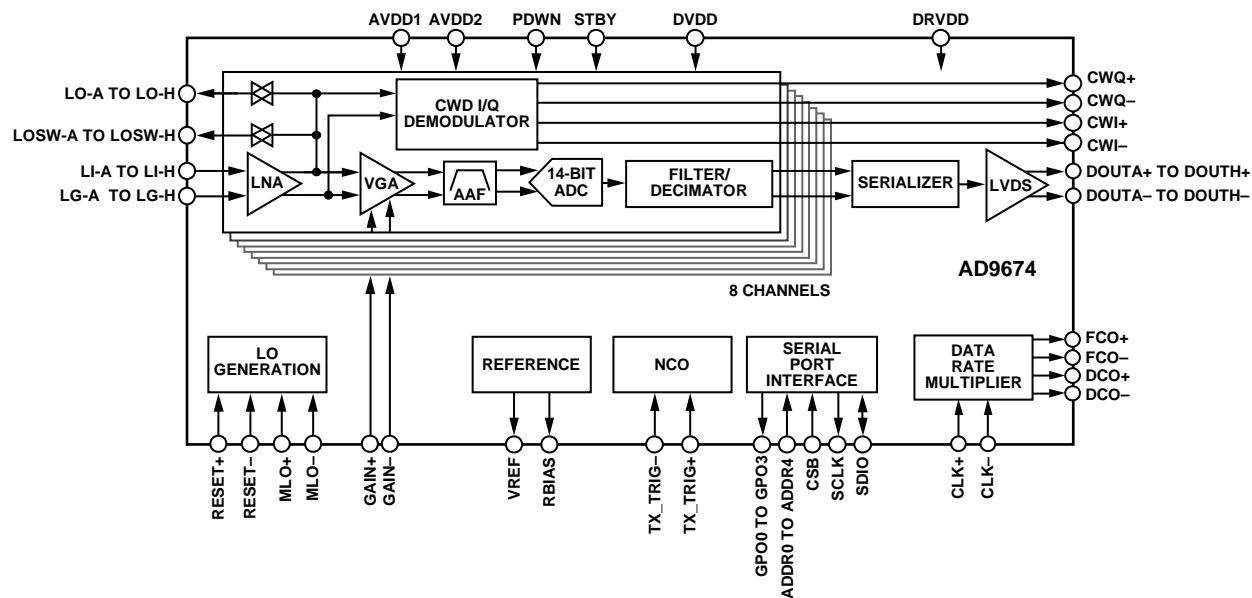 AVDD1
AVDD2
PDWN
STBY
DVDD
DRVDD
LO-A TO LO-H
LOSW-A TO LOSW-H
LI-A TO LI-H
LG-A TO LG-H
CWD I/Q
DEMODULATOR
LNA
VGA
AAF
14-BIT
ADC
FILTER/
DECIMATOR
SERIALIZER
LVDS
CWQ+
CWQ–
CWI+
CWI–
DOUTA+ TO DOUTH+
DOUTA– TO DOUTH–
8 CHANNELS
AD9674
LO
GENERATION
REFERENCE
NCO
SERIAL
PORT
INTERFACE
DATA
RATE
MULTIPLIER
FCO+
FCO–
DCO+
DCO–
RESET+
RESET–
MLO+
MLO–
GAIN+
GAIN–
VREF
RBIAS
TX_TRIG–
TX_TRIG+
GPO0 TO GPO3
ADDR0 TO ADDR4
CSB
SCLK
SDIO
CLK+
CLK–